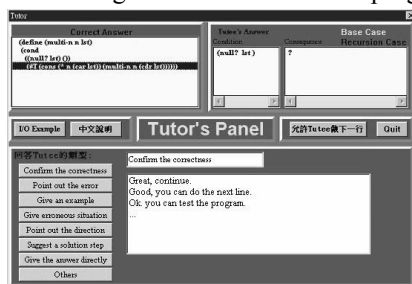 Tutor
Correct Answer
(define (multi-n n lst)
(cond
((null? lst) ())
(#T (cons (* n (car lst)) (multi-n n (cdr lst))))))
Tutee's Answer
Base Case
Condition
Consequence
Recursion Case
(null? lst )
?
I/O Example
中文說明
Tutor's Panel
允許Tutee做下一行
Quit
回答Tutee的類型:
Confirm the correctness
Confirm the correctness
Point out the error
Give an example
Give erroneous situation
Point out the direction
Suggest a solution step
Give the answer directly
Others
Great, continue.
Good, you can do the next line.
Ok. you can test the program.
...